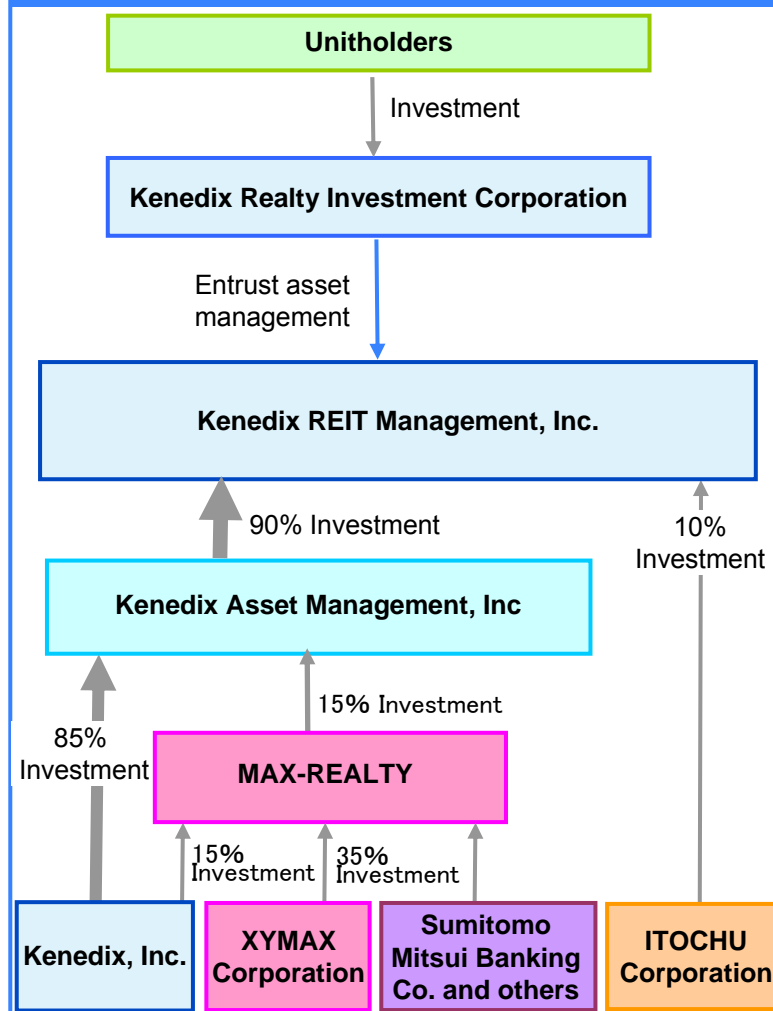 Unitholders
Investment
Kenedix Realty Investment Corporation
Entrust asset
management
Kenedix REIT Management, Inc.
90% Investment
10%
Investment
Kenedix Asset Management, Inc
15% Investment
85%
Investment
MAX-REALTY
15%
Investment
35%
Investment
Kenedix, Inc.
XYMAX
Corporation
Sumitomo
Mitsui Banking
Co. and others
ITOCHU
Corporation